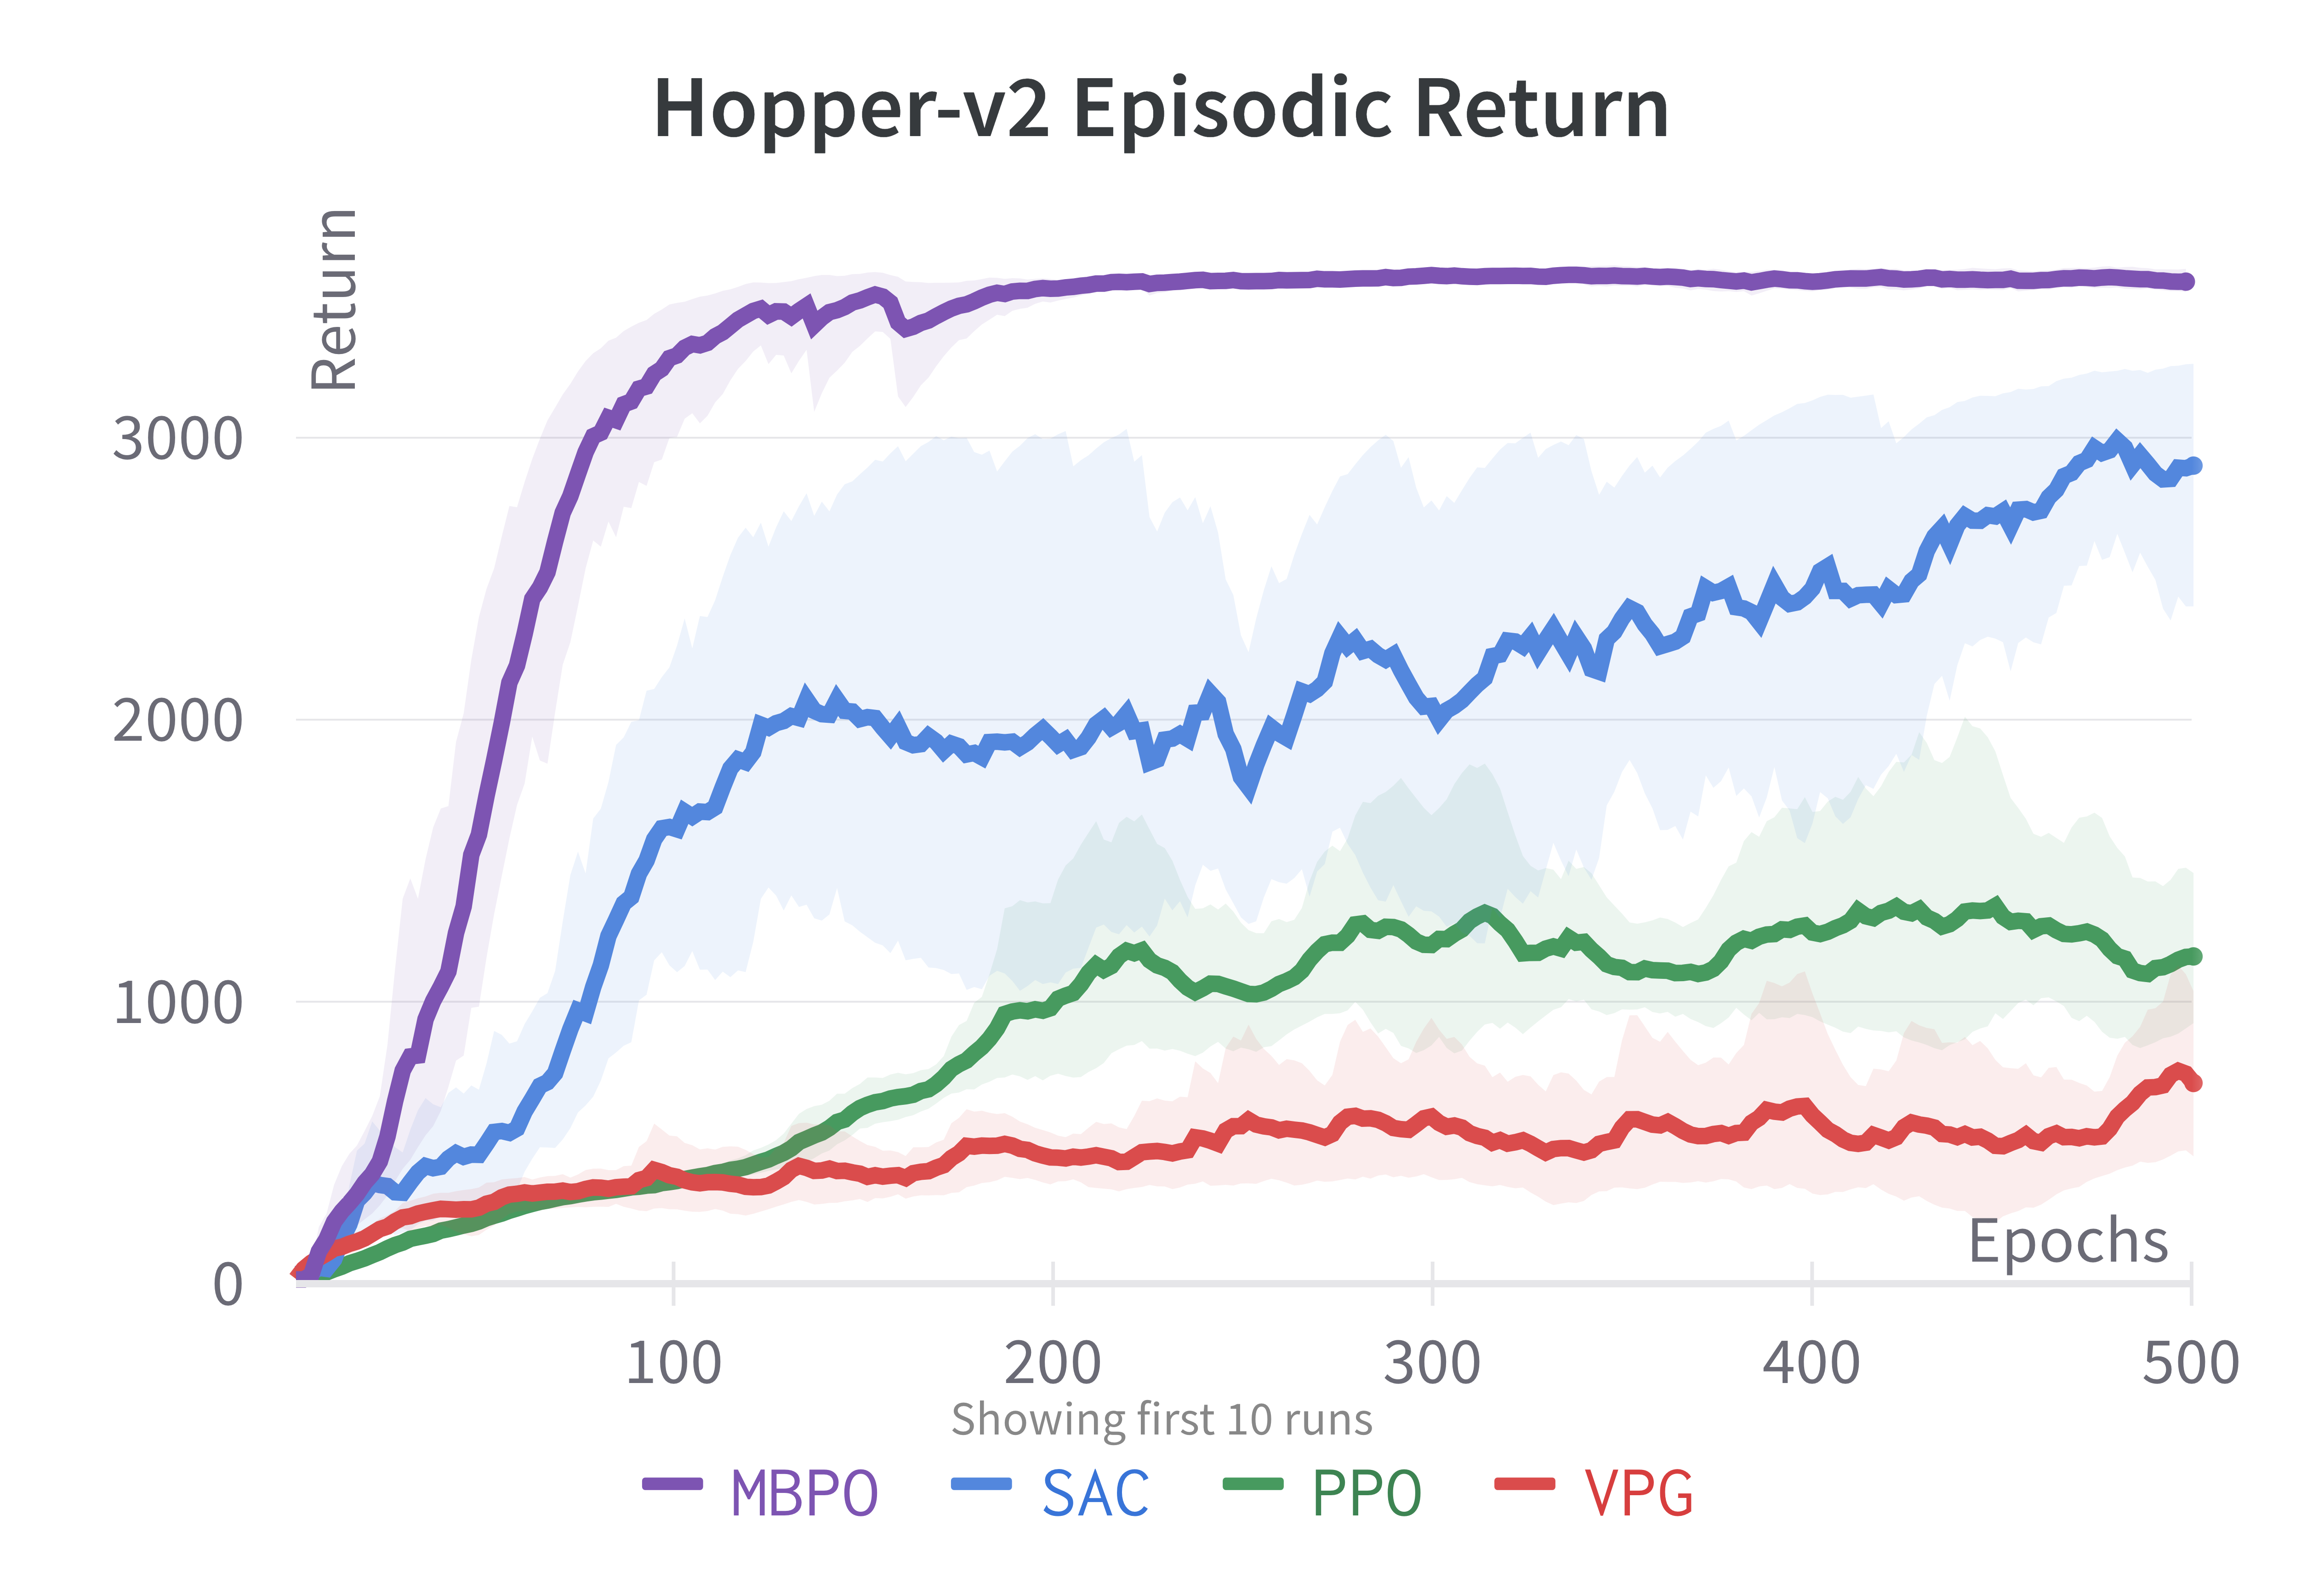 Hopper-v2 Episodic Return
Return
3000
2000
1000
0
Epochs
100 200 300 400 500
Showing first 10 runs
MBPO SAC PPO VPG